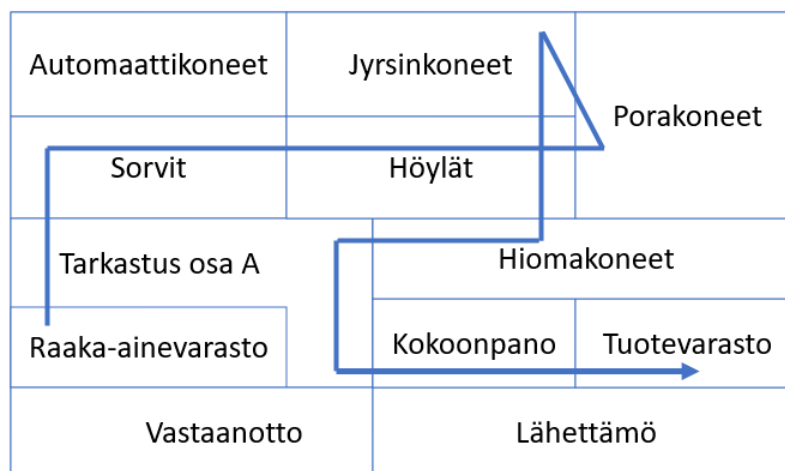 Automaattikoneet
Jyrsinkoneet
Porakoneet
Sorvit
Höylät
Tarkastus osa A
Hiomakoneet
Raaka-ainevarasto
Kokoonpano
Tuotevarasto
Vastaanotto
Lähettämö